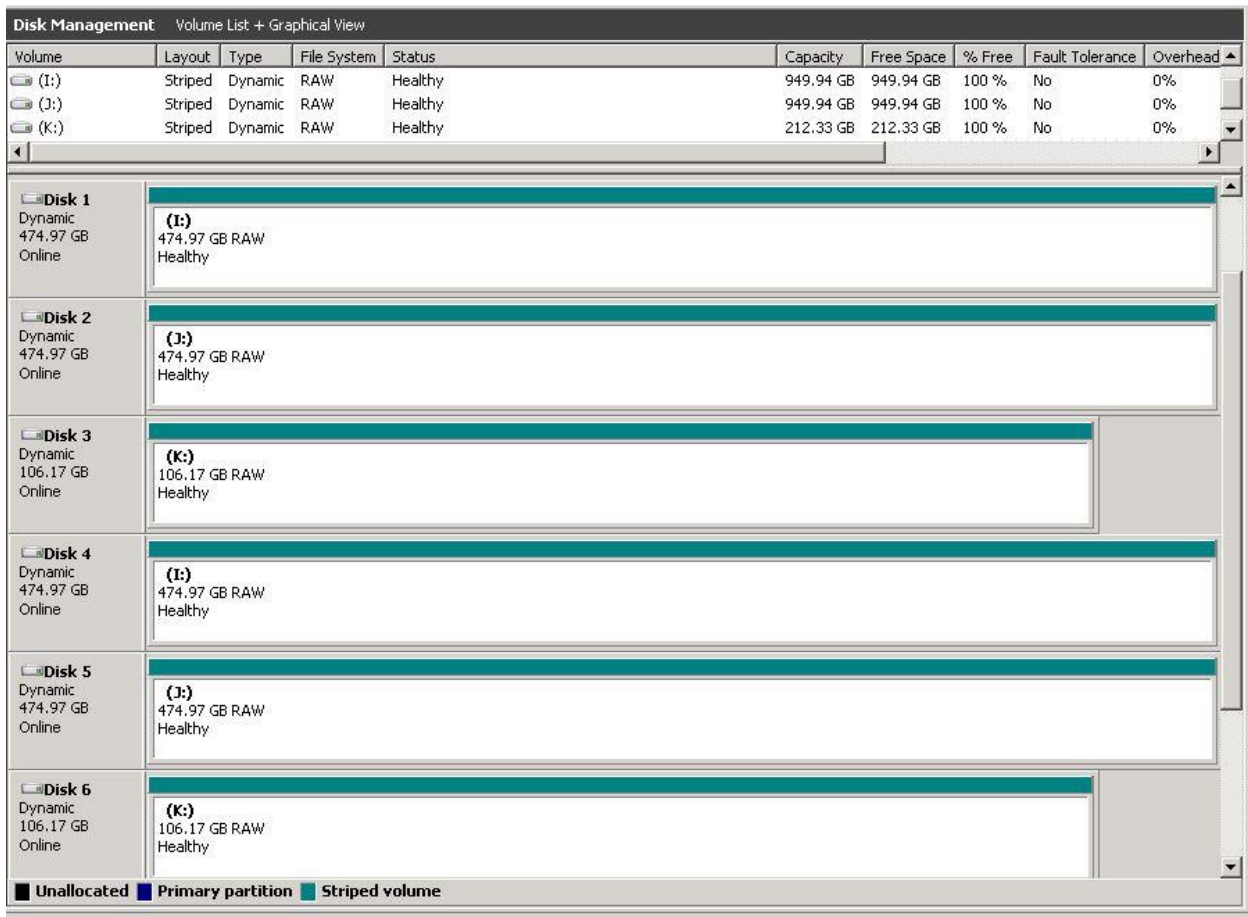 Disk Management Volume List + Graphical View
Volume Layout Type File System Status Capacity Free Space % Free Fault Tolerance Overhead
(I:) Striped Dynamic RAW Healthy 949.94 GB 949.94 GB 100 % No 0%
(J:) Striped Dynamic RAW Healthy 949.94 GB 949.94 GB 100 % No 0%
(K:) Striped Dynamic RAW Healthy 212.33 GB 212.33 GB 100 % No 0%
Disk 1
Dynamic
474.97 GB
Online
(I:)
474.97 GB RAW
Healthy
Disk 2
Dynamic
474.97 GB
Online
(J:)
474.97 GB RAW
Healthy
Disk 3
Dynamic
106.17 GB
Online
(K:)
106.17 GB RAW
Healthy
Disk 4
Dynamic
474.97 GB
Online
(I:)
474.97 GB RAW
Healthy
Disk 5
Dynamic
474.97 GB
Online
(J:)
474.97 GB RAW
Healthy
Disk 6
Dynamic
106.17 GB
Online
(K:)
106.17 GB RAW
Healthy
Unallocated Primary partition Striped volume